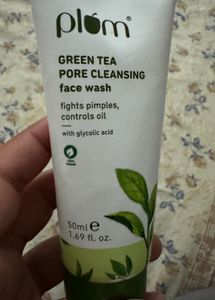 plum®
GREEN TEA
PORE CLEANSING
face wash
fights pimples,
controls oil
with glycolic acid
50ml e
1.69 fl. oz.